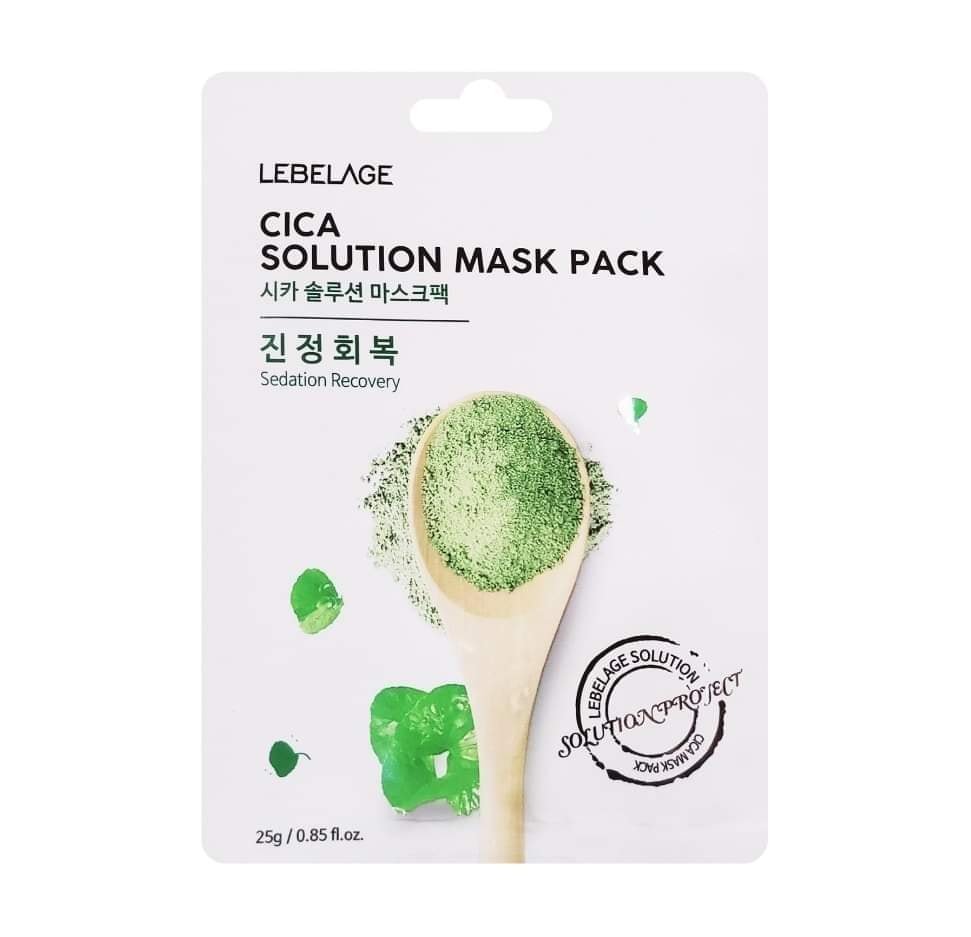 LEBELAGE
CICA
SOLUTION MASK PACK
시카 솔루션 마스크팩
진정회복
Sedation Recovery
LEBELAGE SOLUTION
SOLUTION PROJECT
CICA MASK PACK
25g / 0.85 fl.oz.